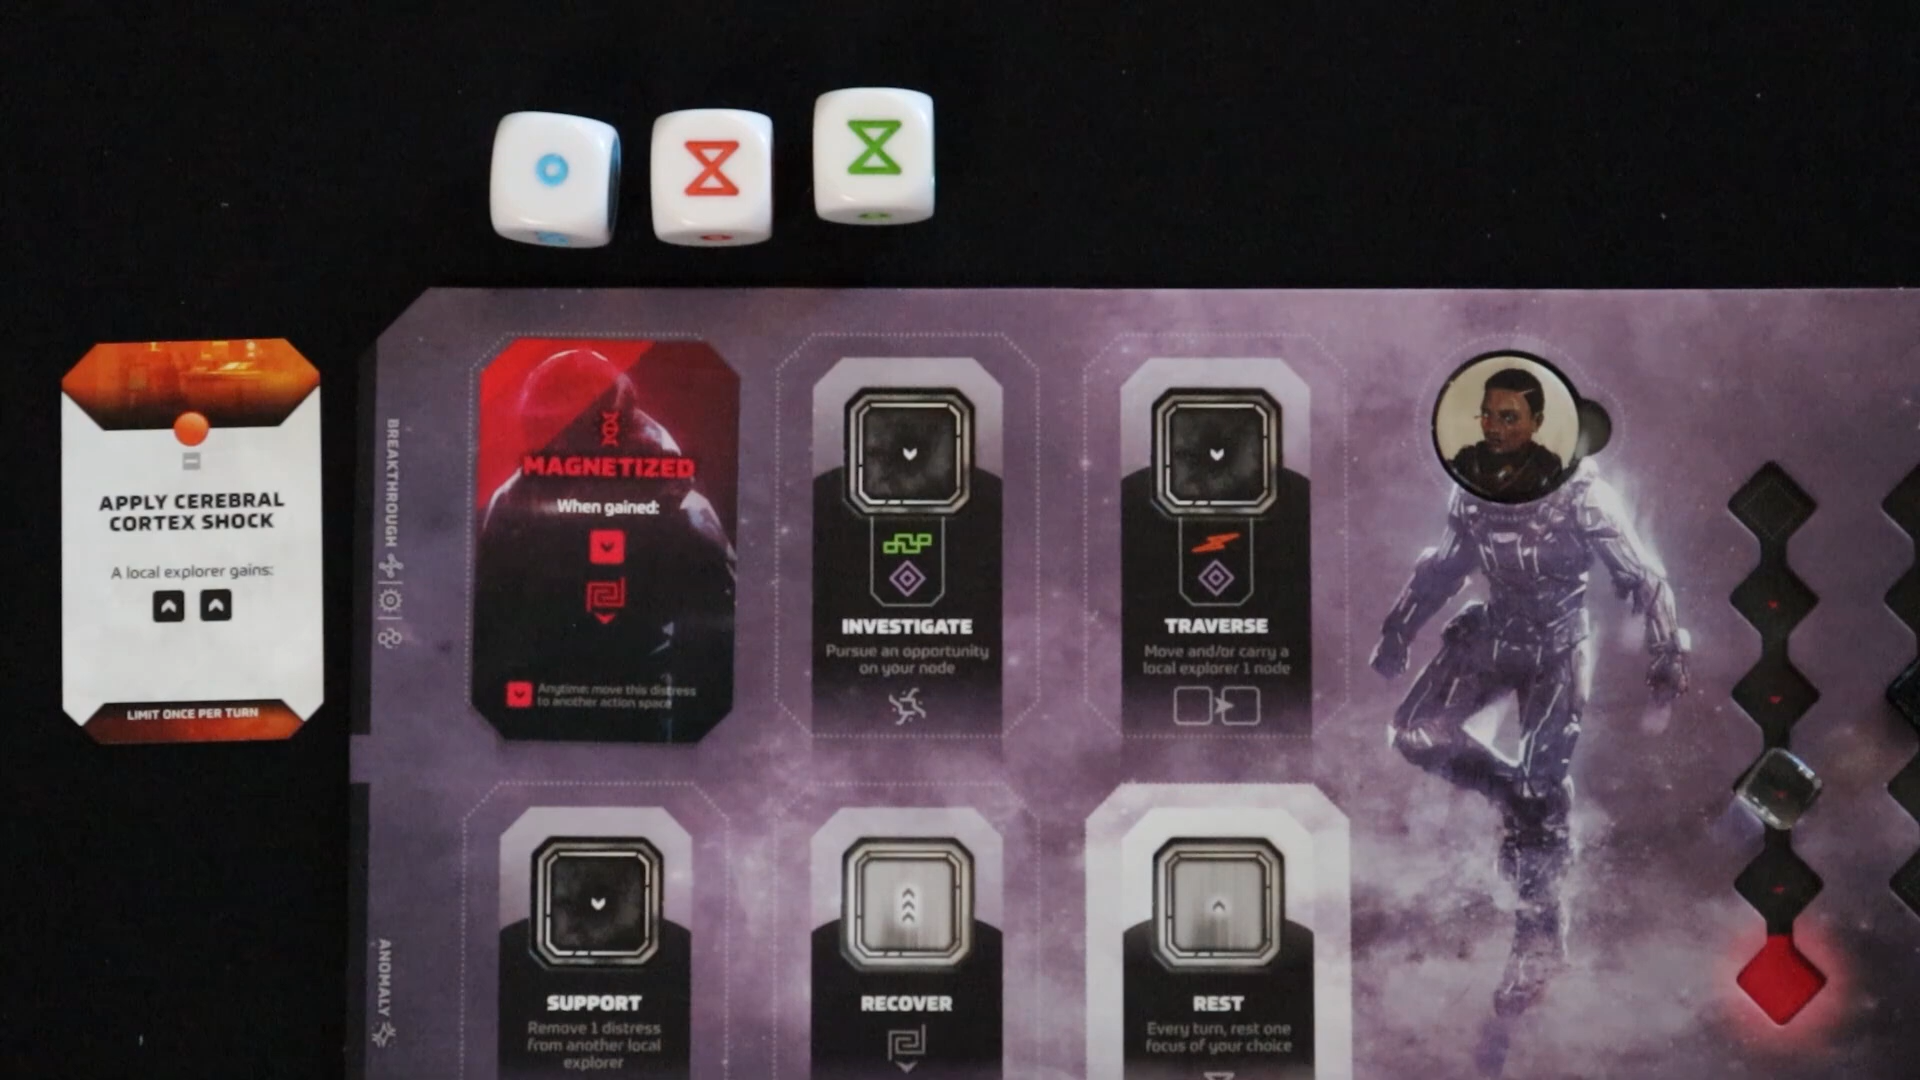 APPLY CEREBRAL
CORTEX SHOCK
A local explorer gains:
LIMIT ONCE PER TURN
BREAKTHROUGH
ANOMALY
MAGNETIZED
When gained:
Anytime: move this distress
to another action space
INVESTIGATE
Pursue an opportunity
on your node
TRAVERSE
Move and/or carry a
local explorer 1 node
SUPPORT
Remove 1 distress
from another local
explorer
RECOVER
REST
Every turn, rest one
focus of your choice